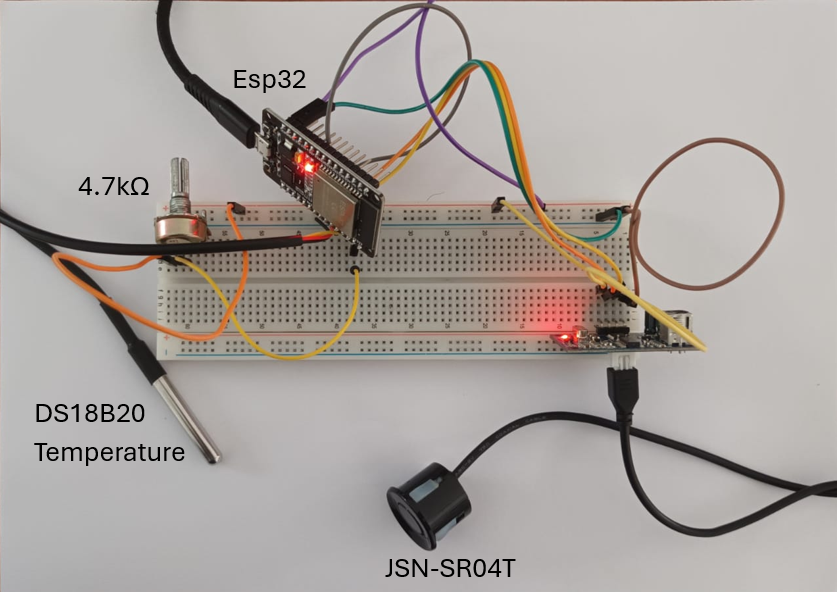 Esp32
4.7kΩ
DS18B20
Temperature
JSN-SR04T